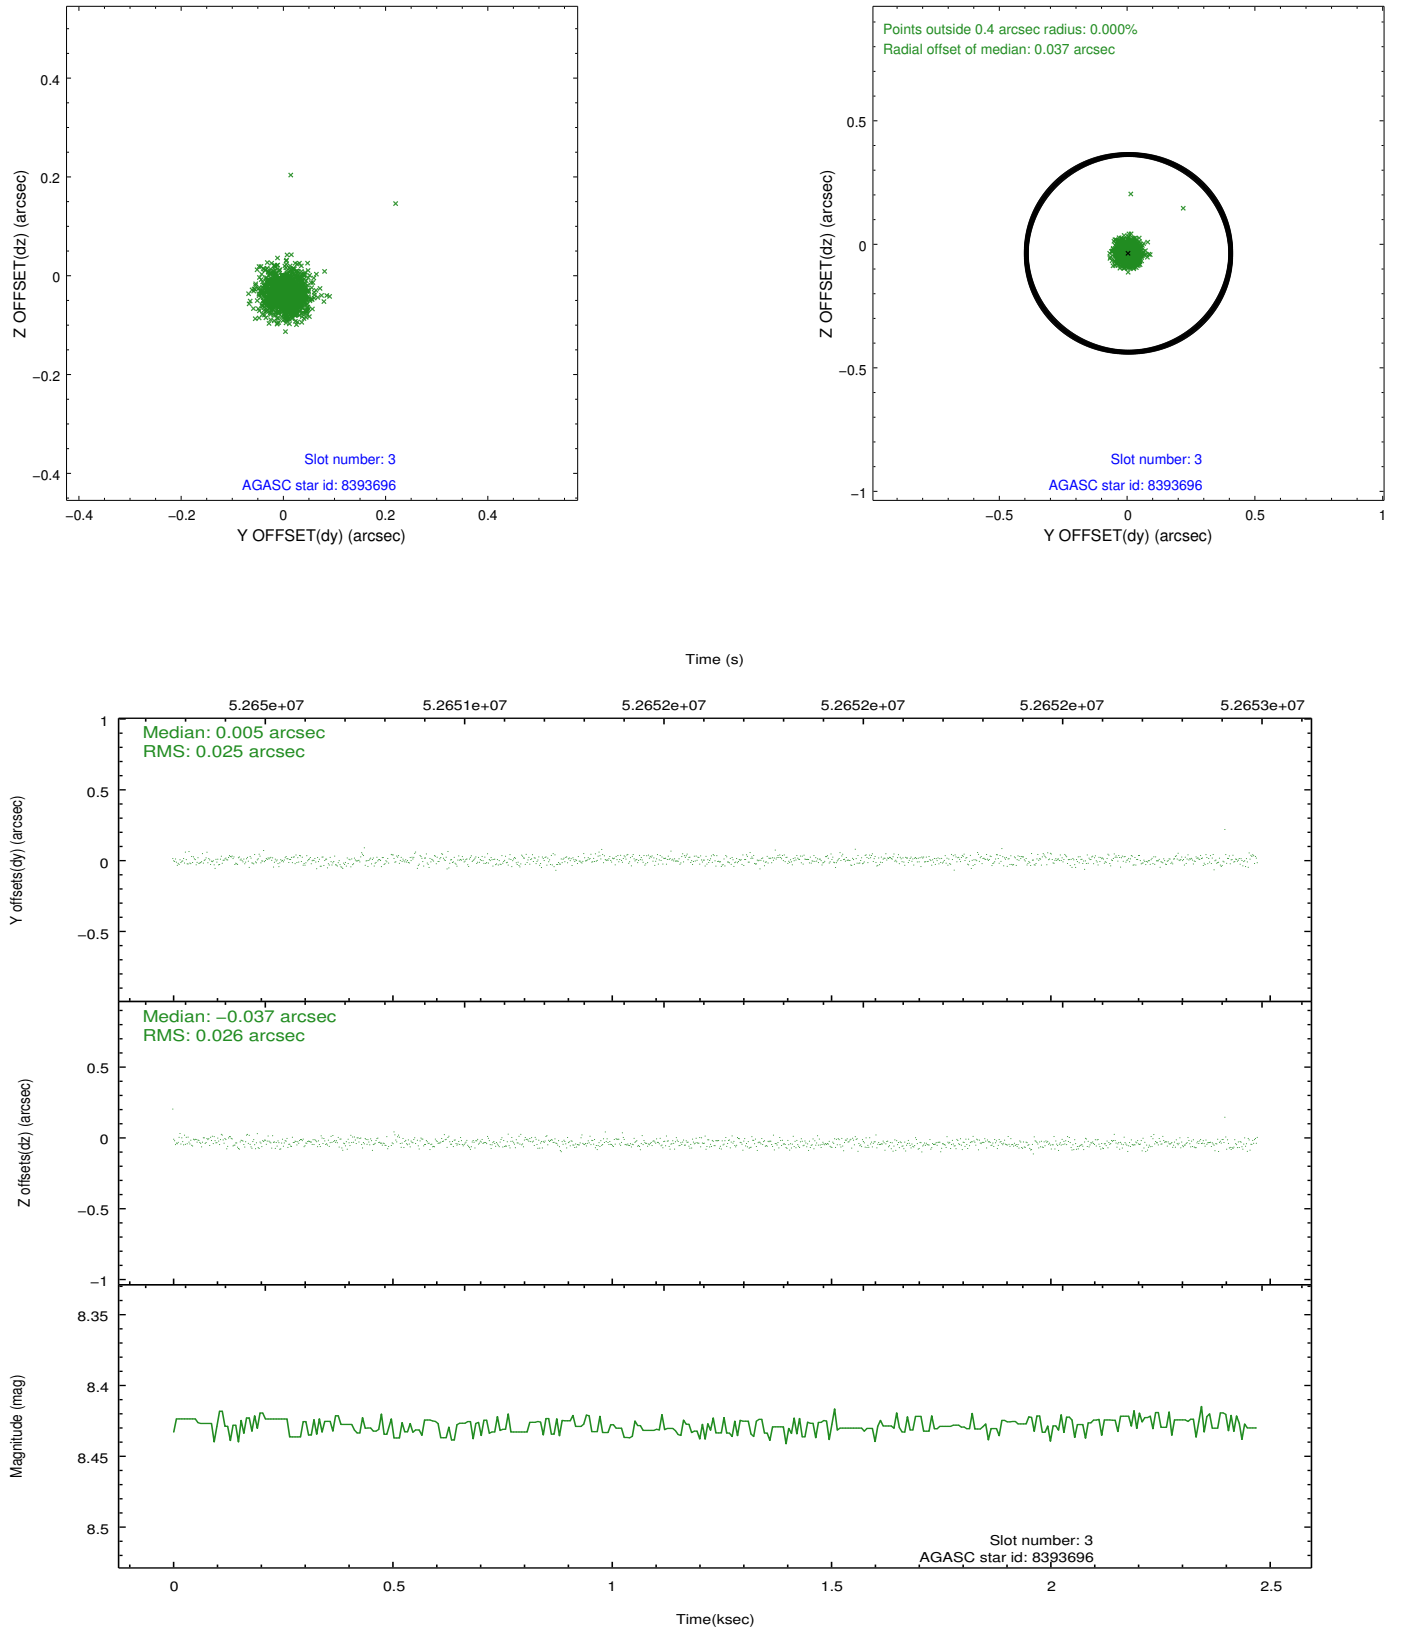 0.4
0.2
0
−0.2
−0.4
Z OFFSET(dz) (arcsec)
Slot number: 3
AGASC star id: 8393696
−0.4 −0.2 0 0.2 0.4
Y OFFSET(dy) (arcsec)
Points outside 0.4 arcsec radius: 0.000%
Radial offset of median: 0.037 arcsec
0.5
0
−0.5
−1
Z OFFSET(dz) (arcsec)
Slot number: 3
AGASC star id: 8393696
−0.5 0 0.5 1
Y OFFSET(dy) (arcsec)
Time (s)
5.265e+07 5.2651e+07 5.2652e+07 5.2652e+07 5.2652e+07 5.2653e+07
Median: 0.005 arcsec
RMS: 0.025 arcsec
1
0.5
0
−0.5
Y offsets(dy) (arcsec)
Median: −0.037 arcsec
RMS: 0.026 arcsec
0.5
0
−0.5
−1
Z offsets(dz) (arcsec)
8.35
8.4
8.45
8.5
Magnitude (mag)
Slot number: 3
AGASC star id: 8393696
0 0.5 1 1.5 2 2.5
Time(ksec)